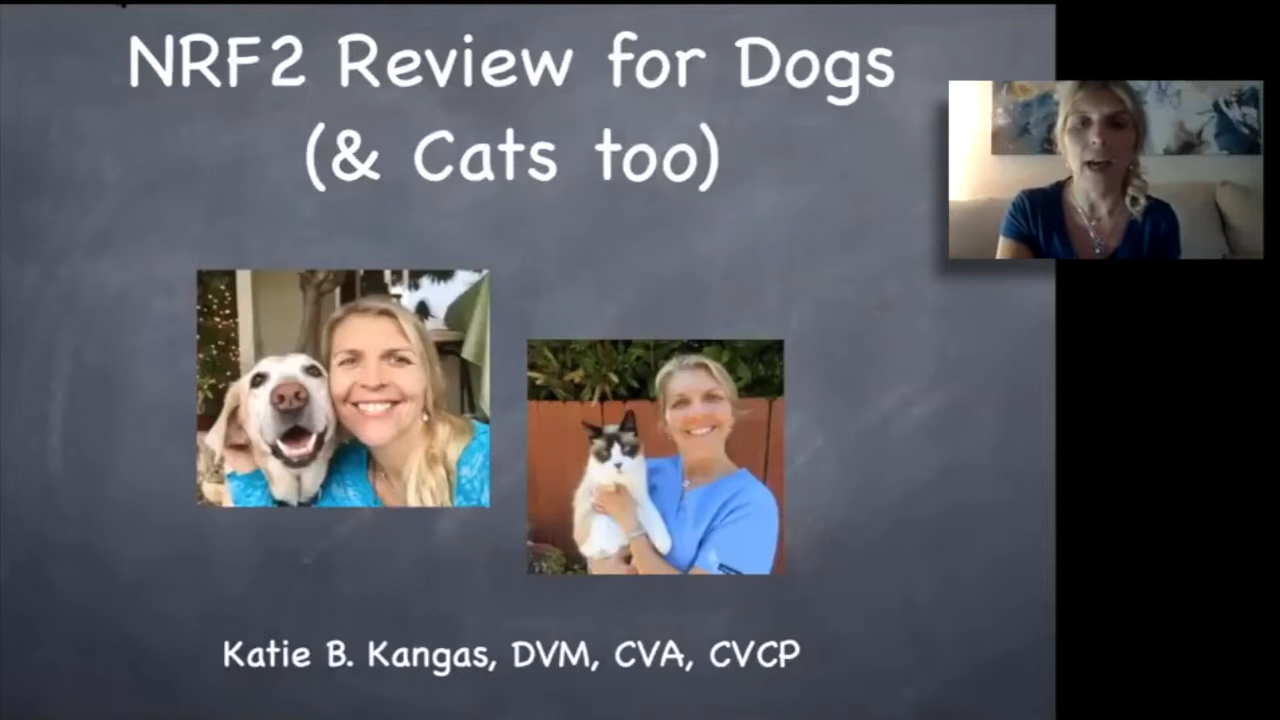 NRF2 Review for Dogs
(& Cats too)
Katie B. Kangas, DVM, CVA, CVCP